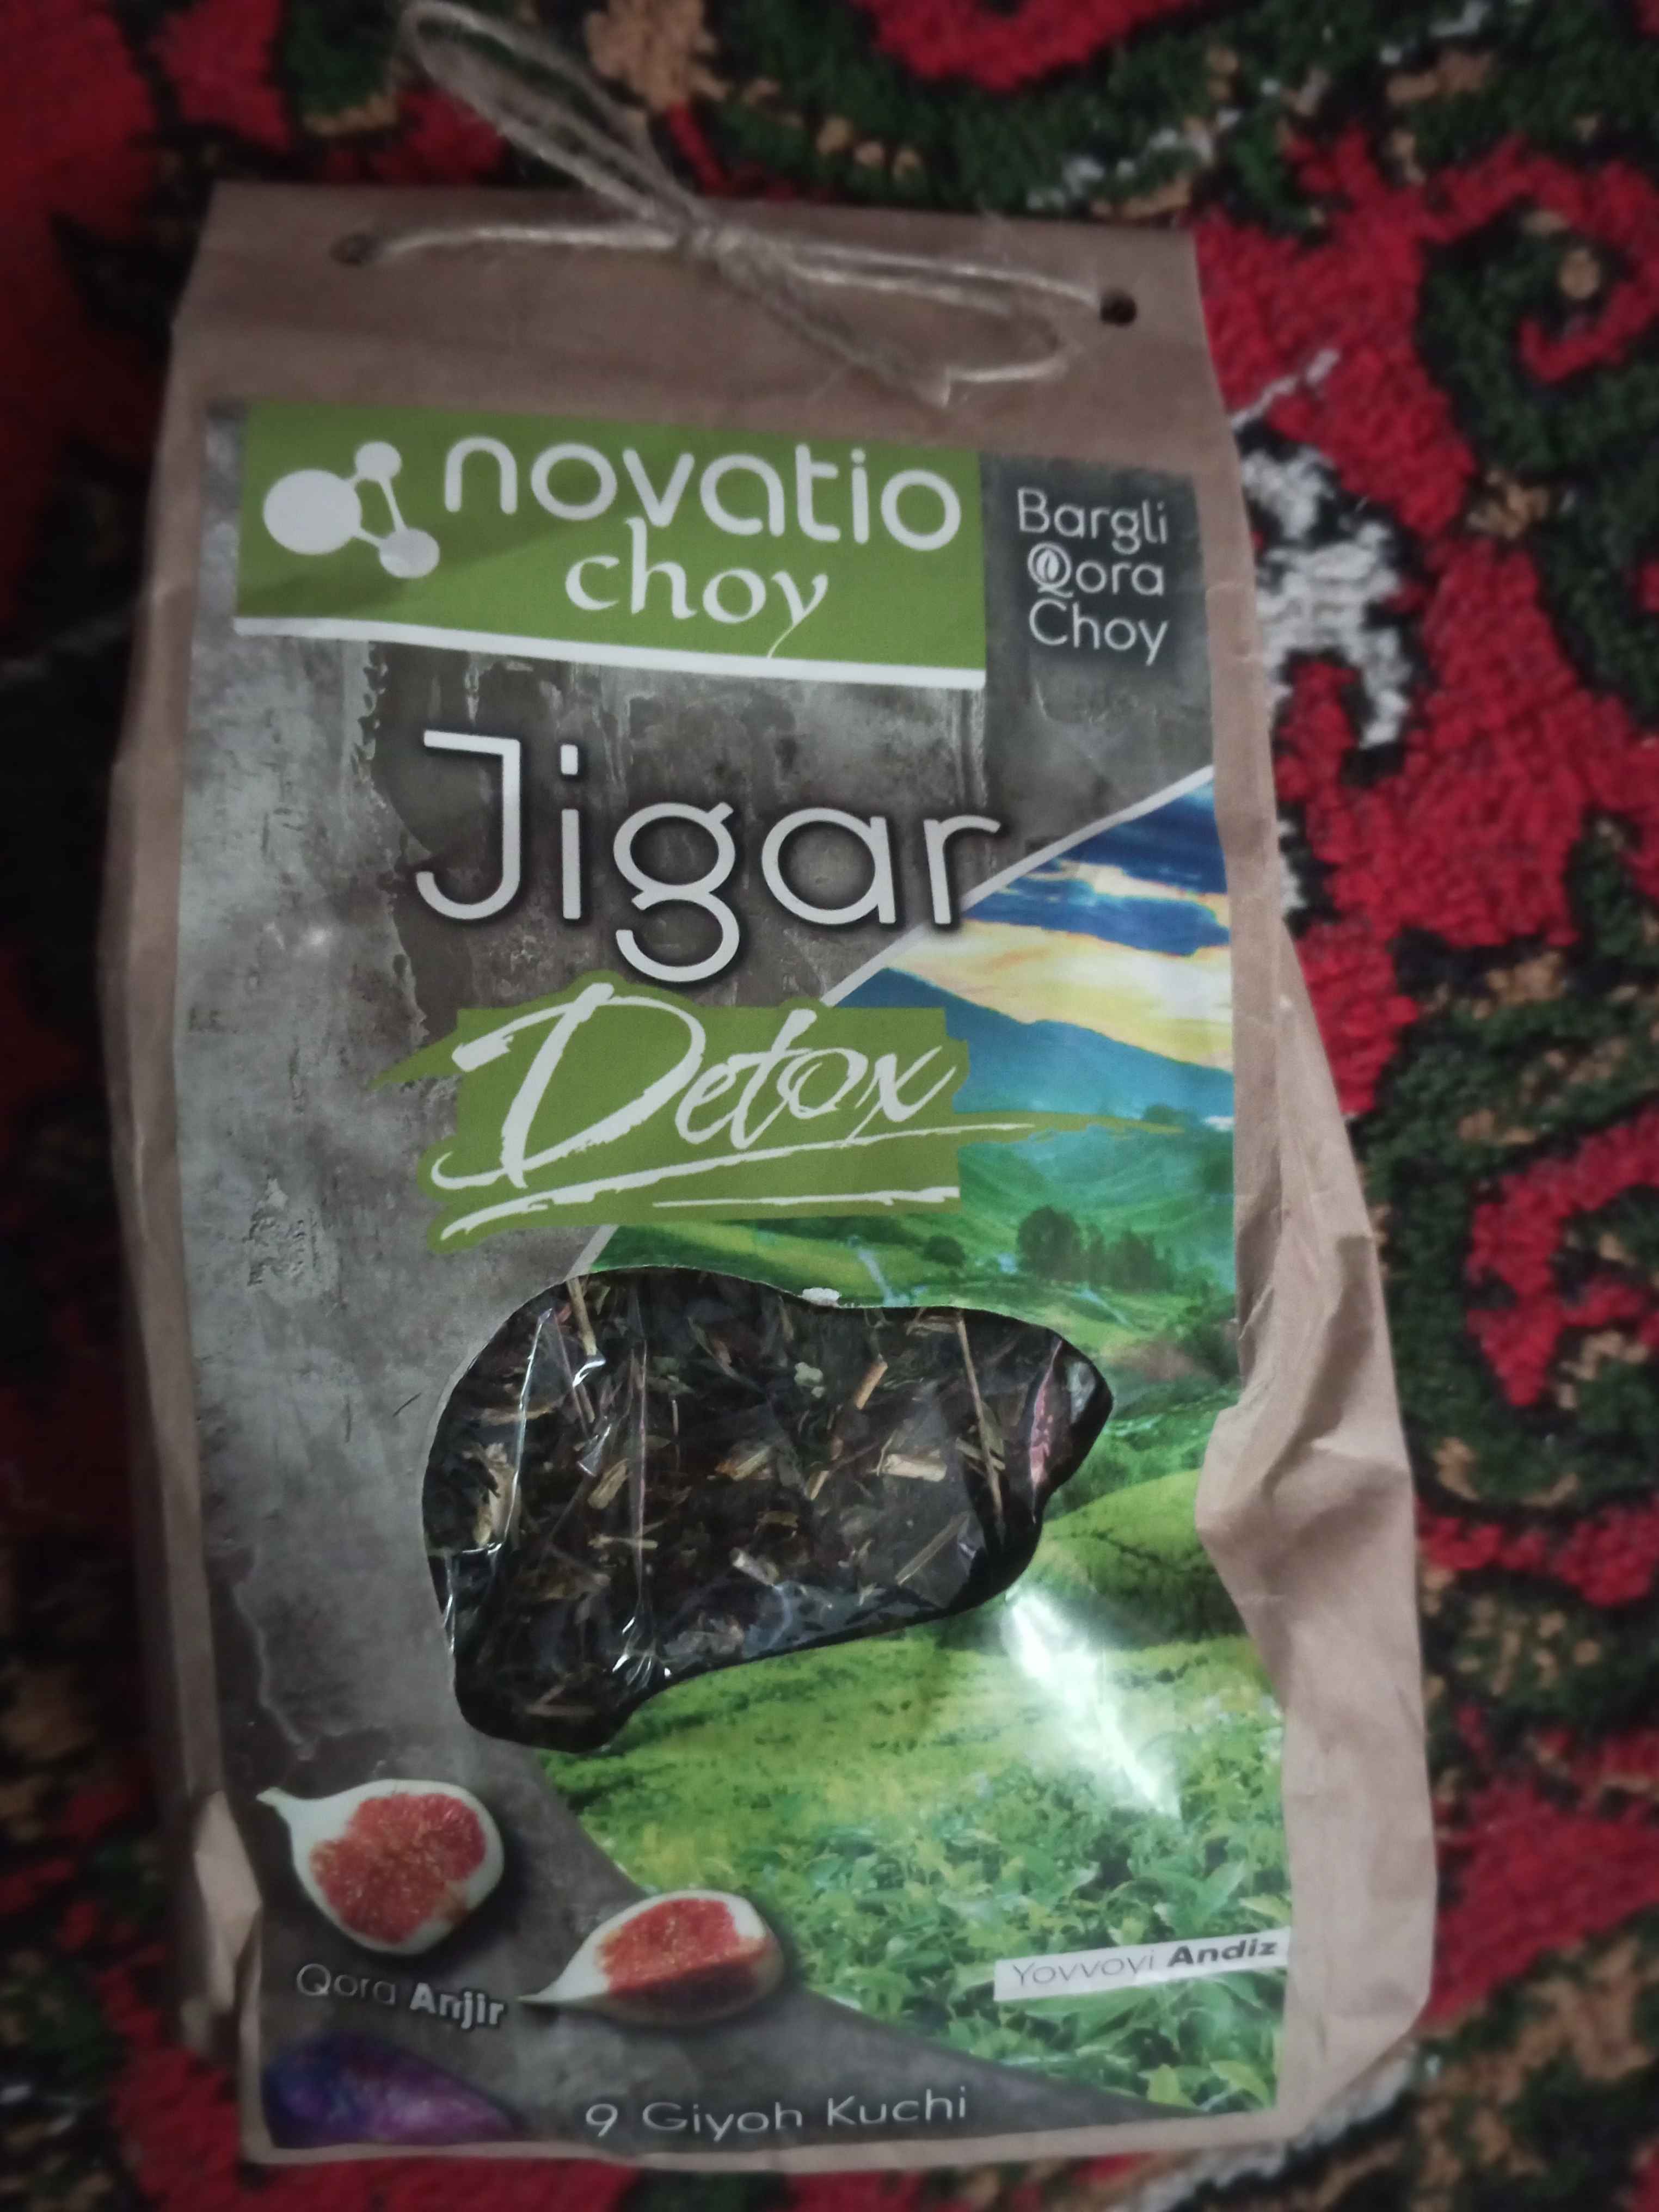 novatio
choy
Bargli
Qora
Choy
Jigar
Detox
Qora Anjir
Yovvoyi Andiz
9 Giyoh Kuchi